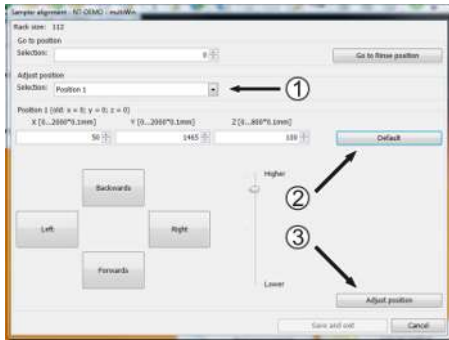 Sampler alignment - NT-DEMO - multiWin
Rack size: 112
Go to position
Selection: 0 Go to Rinse position
Adjust position
Selection: Position 1
①
Position 1 (old: x = 0; y = 0; z = 0)
X [0...2000*0.1mm] Y [0...2000*0.1mm] Z [0...800*0.1mm]
50 1465 100 Default
②
Higher
Backwards
Left Right
③
Forwards
Lower
Adjust position
Save and exit Cancel